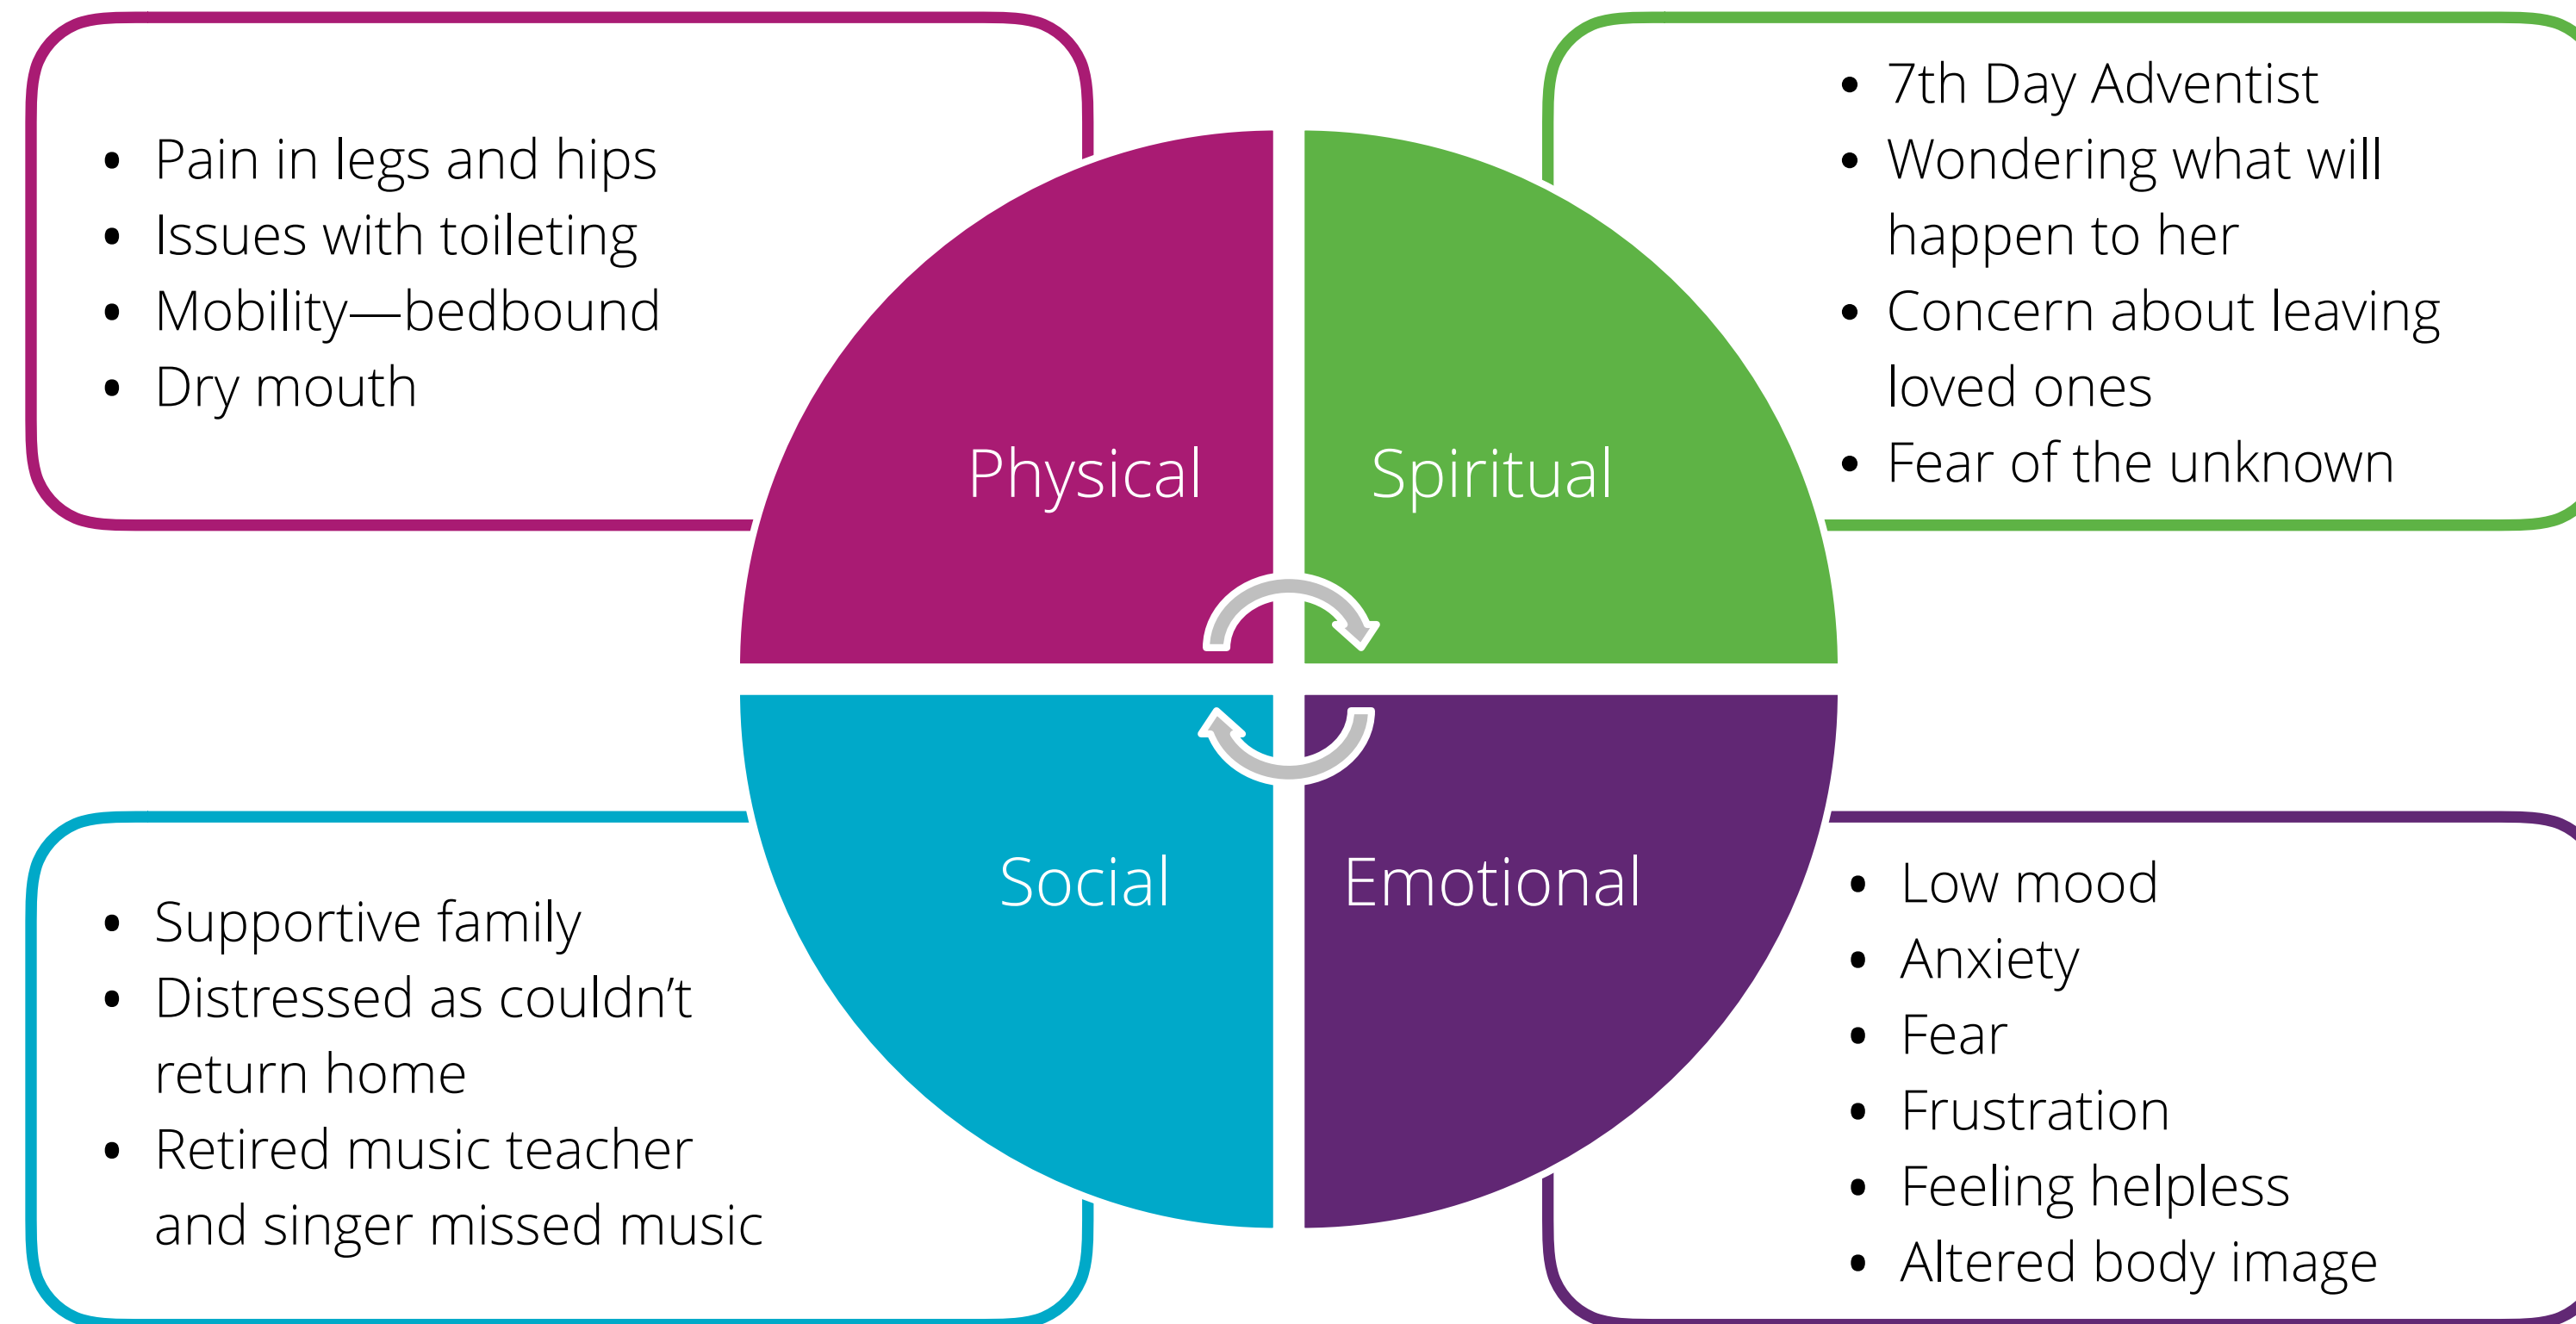 • Pain in legs and hips
• Issues with toileting
• Mobility—bedbound
• Dry mouth
Physical
• 7th Day Adventist
• Wondering what will
happen to her
• Concern about leaving
loved ones
• Fear of the unknown
Spiritual
• Supportive family
• Distressed as couldn’t
return home
• Retired music teacher
and singer missed music
Social
Emotional
• Low mood
• Anxiety
• Fear
• Frustration
• Feeling helpless
• Altered body image